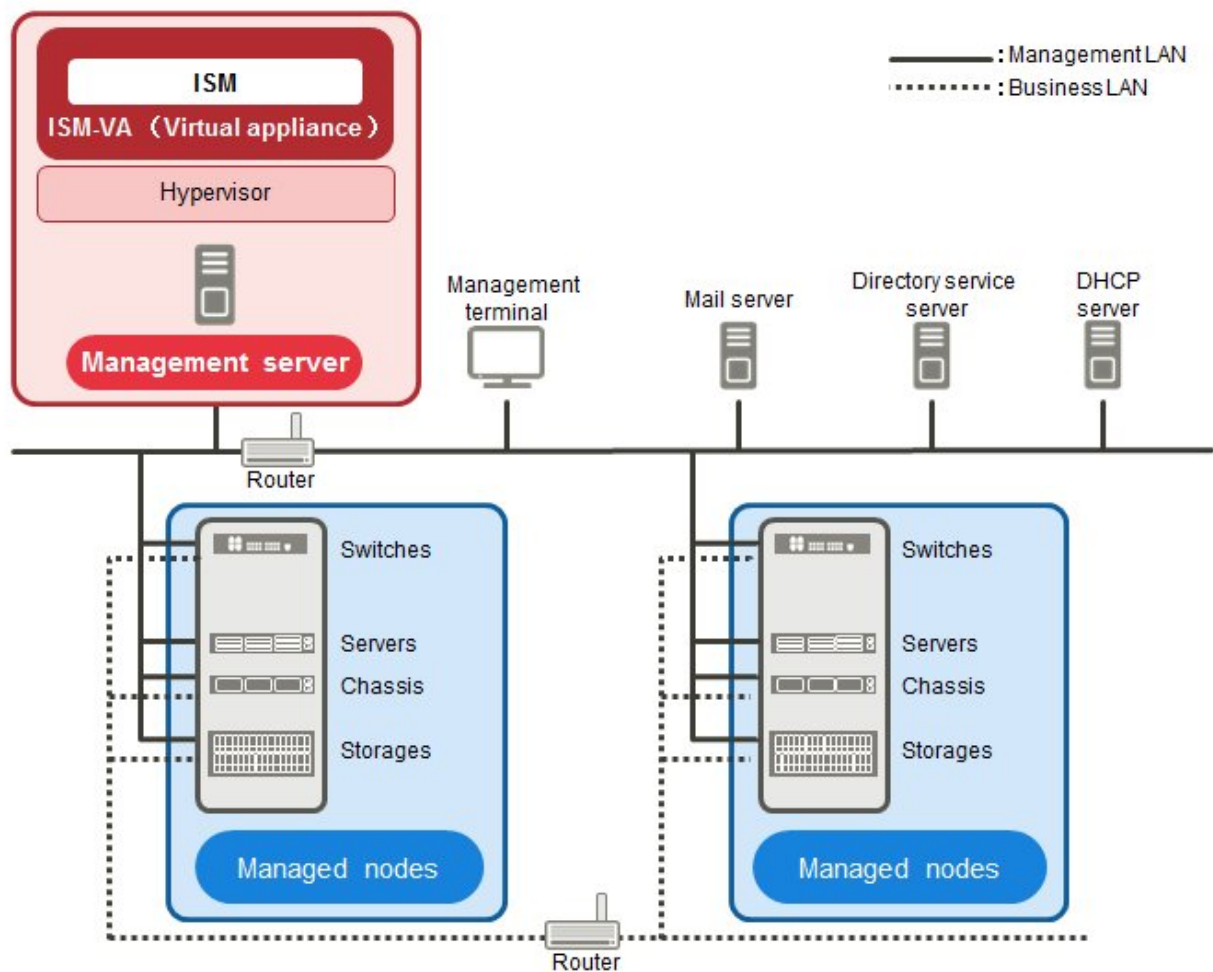 ISM
ISM-VA（Virtual appliance）
Hypervisor
Management server
: Management LAN
: Business LAN
Management
terminal
Mail server
Directory service
server
DHCP
server
Router
Switches
Servers
Chassis
Storages
Managed nodes
Switches
Servers
Chassis
Storages
Managed nodes
Router